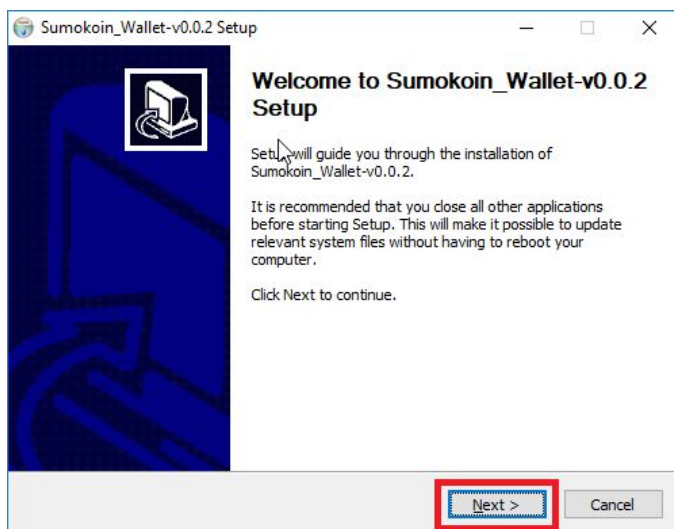 Sumokoin_Wallet-v0.0.2 Setup
Welcome to Sumokoin_Wallet-v0.0.2
Setup
Setup will guide you through the installation of
Sumokoin_Wallet-v0.0.2.
It is recommended that you close all other applications
before starting Setup. This will make it possible to update
relevant system files without having to reboot your
computer.
Click Next to continue.
Next > Cancel